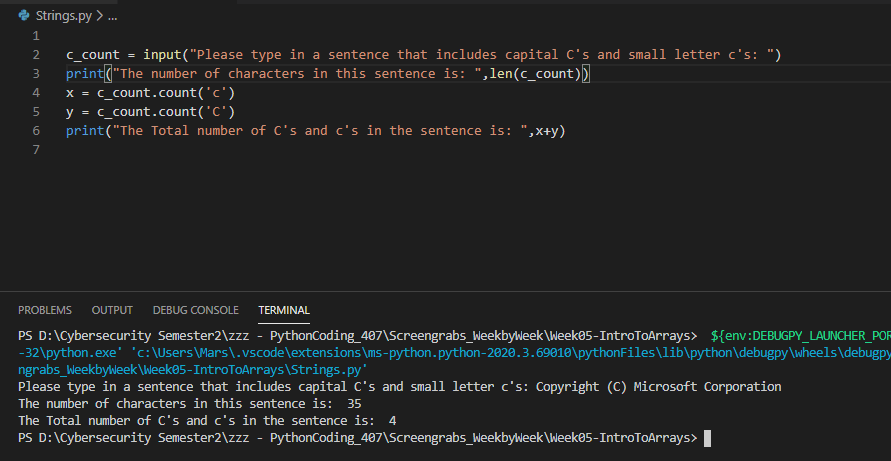 Strings.py > ...
1
2 c_count = input("Please type in a sentence that includes capital C's and small letter c's: ")
3 print("The number of characters in this sentence is: ",len(c_count))
4 x = c_count.count('c')
5 y = c_count.count('C')
6 print("The Total number of C's and c's in the sentence is: ",x+y)
7
PROBLEMS OUTPUT DEBUG CONSOLE TERMINAL
PS D:\Cybersecurity Semester2\zzz - PythonCoding_407\Screengrabs_WeekbyWeek\Week05-IntroToArrays> ${env:DEBUGPY_LAUNCHER_POR
-32\python.exe' 'c:\Users\Mars\.vscode\extensions\ms-python.python-2020.3.69010\pythonFiles\lib\python\debugpy\wheels\debugpy
ngrabs_WeekbyWeek\Week05-IntroToArrays\Strings.py'
Please type in a sentence that includes capital C's and small letter c's: Copyright (C) Microsoft Corporation
The number of characters in this sentence is:  35
The Total number of C's and c's in the sentence is:  4
PS D:\Cybersecurity Semester2\zzz - PythonCoding_407\Screengrabs_WeekbyWeek\Week05-IntroToArrays>